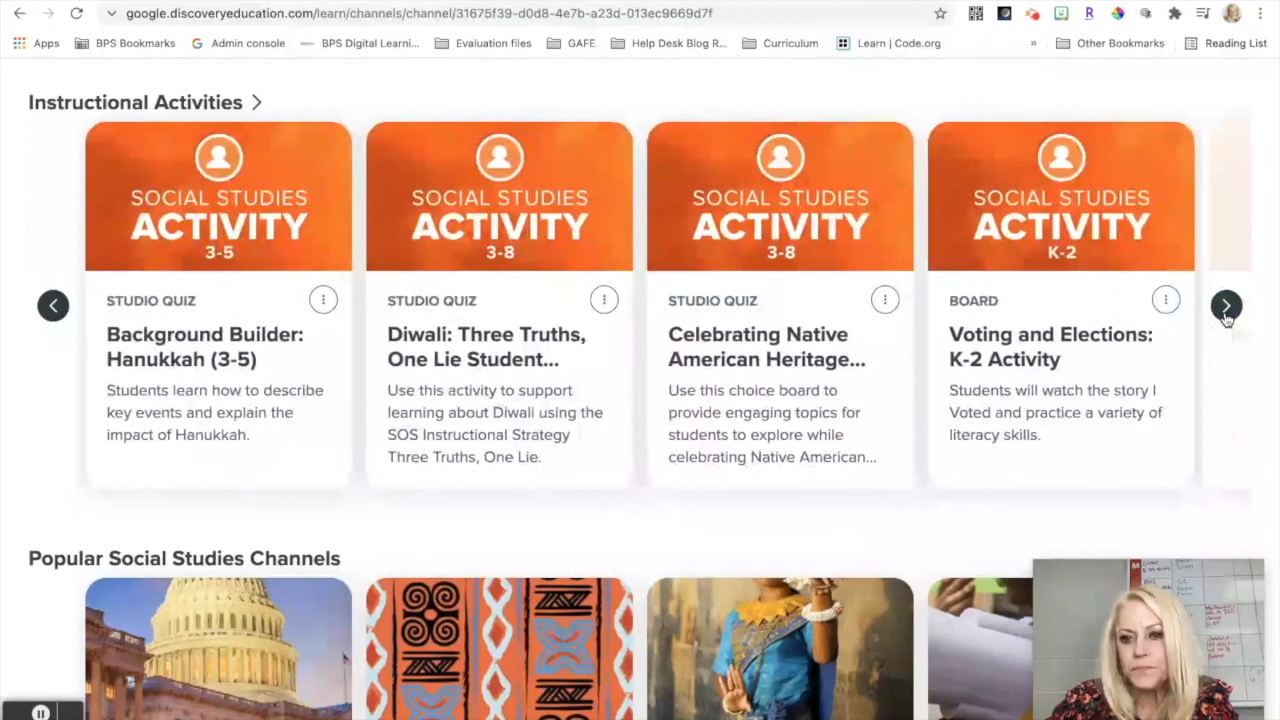 google.discoveryeducation.com/learn/channels/channel/31675f39-d0d8-4e7b-a23d-013ec9669d7f
Apps BPS Bookmarks Admin console BPS Digital Learni... Evaluation files GAFE Help Desk Blog R... Curriculum Learn | Code.org » Other Bookmarks Reading List
Instructional Activities
SOCIAL STUDIES
ACTIVITY
3-5
STUDIO QUIZ
Background Builder:
Hanukkah (3-5)
Students learn how to describe
key events and explain the
impact of Hanukkah.
SOCIAL STUDIES
ACTIVITY
3-8
STUDIO QUIZ
Diwali: Three Truths,
One Lie Student...
Use this activity to support
learning about Diwali using the
SOS Instructional Strategy
Three Truths, One Lie.
SOCIAL STUDIES
ACTIVITY
3-8
STUDIO QUIZ
Celebrating Native
American Heritage...
Use this choice board to
provide engaging topics for
students to explore while
celebrating Native American...
SOCIAL STUDIES
ACTIVITY
K-2
BOARD
Voting and Elections:
K-2 Activity
Students will watch the story I
Voted and practice a variety of
literacy skills.
Popular Social Studies Channels
M